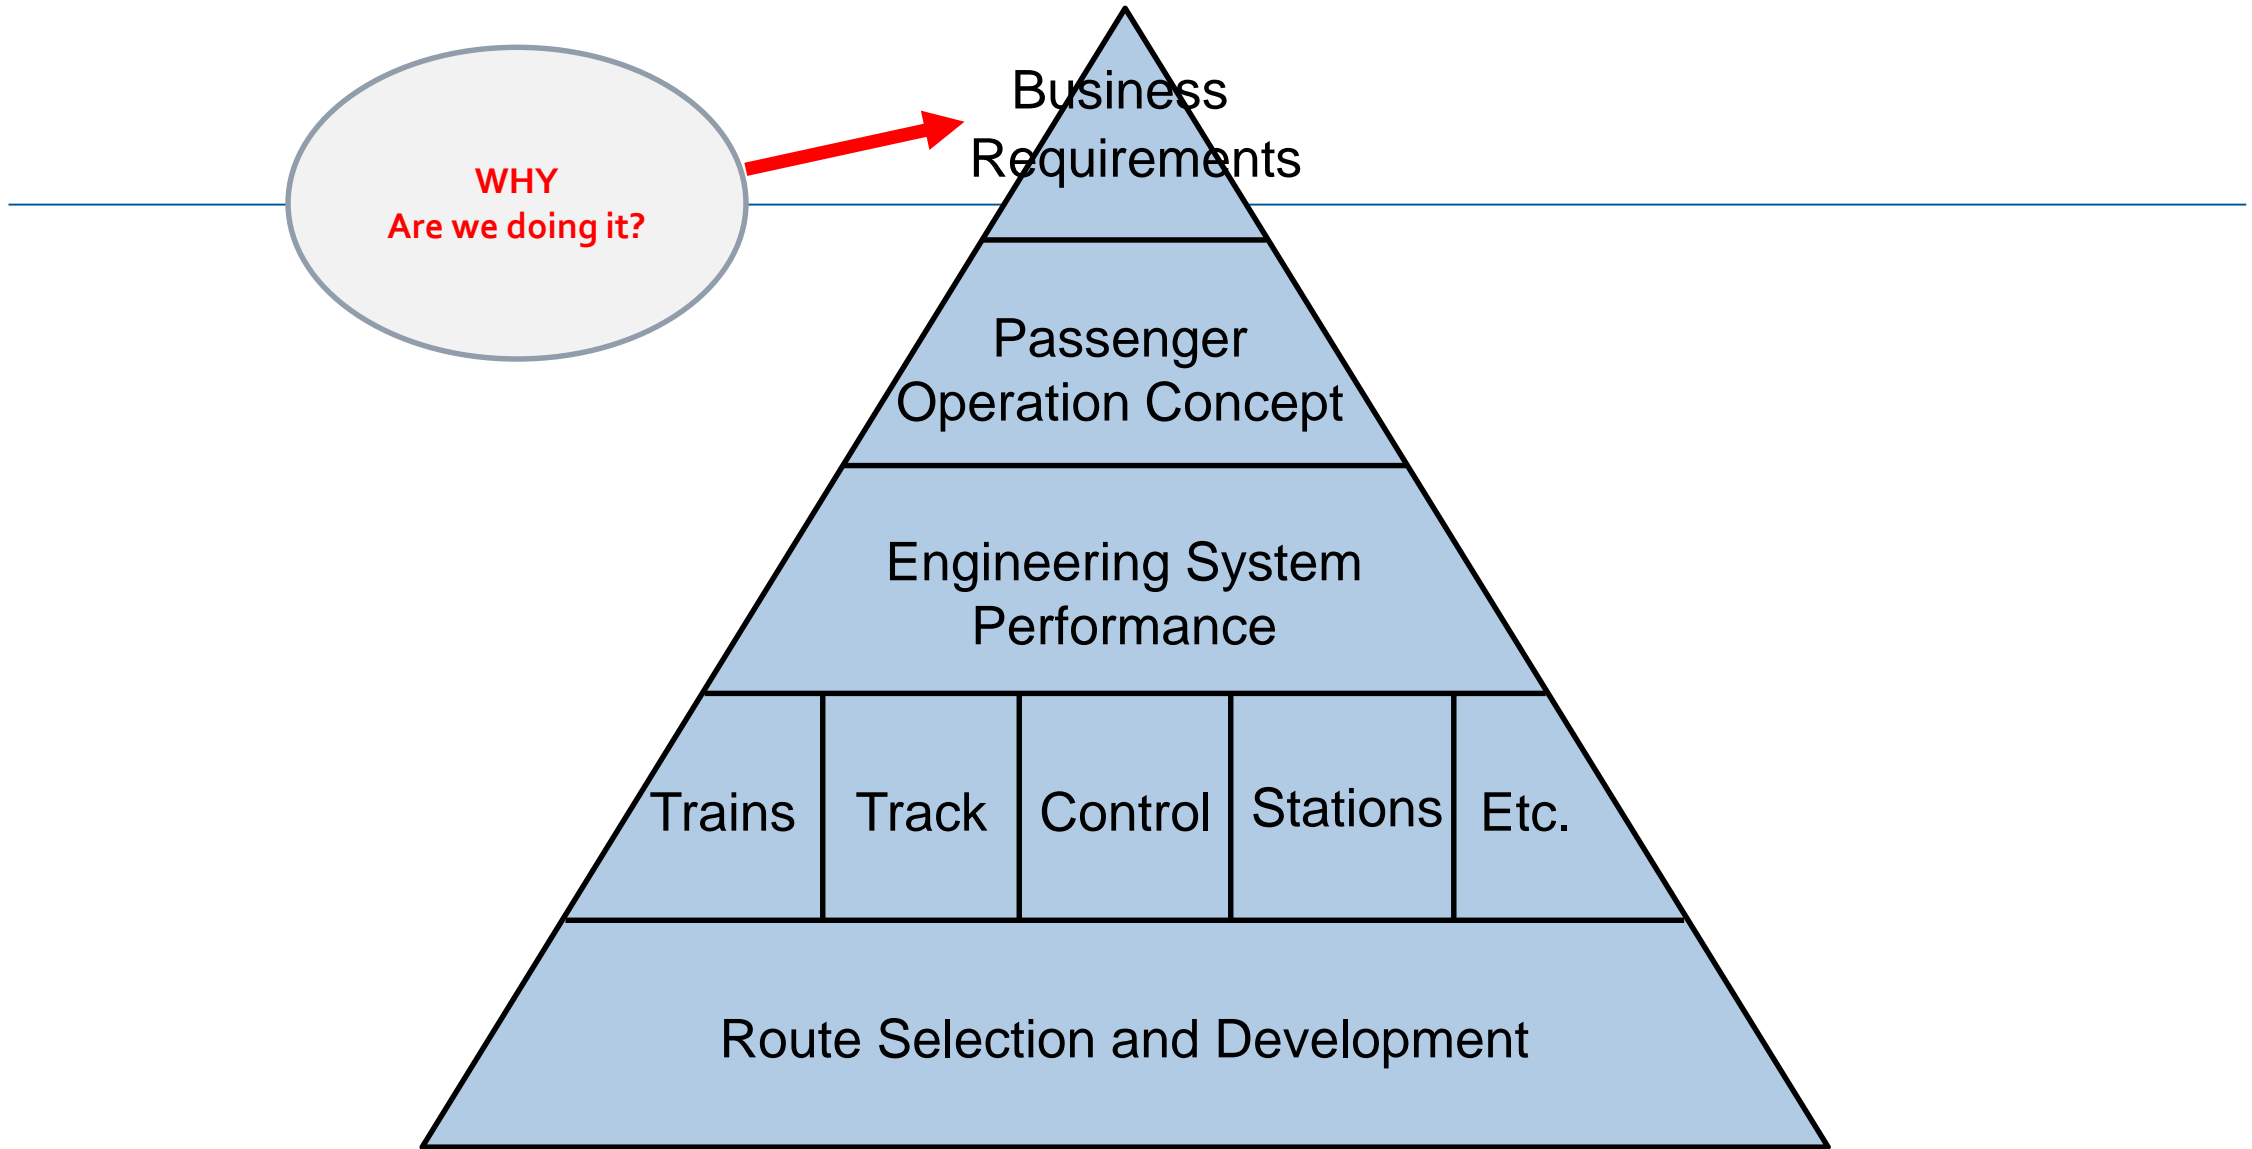 Business
Requirements
WHY
Are we doing it?
Passenger
Operation Concept
Engineering System
Performance
Trains
Track
Control
Stations
Etc.
Route Selection and Development